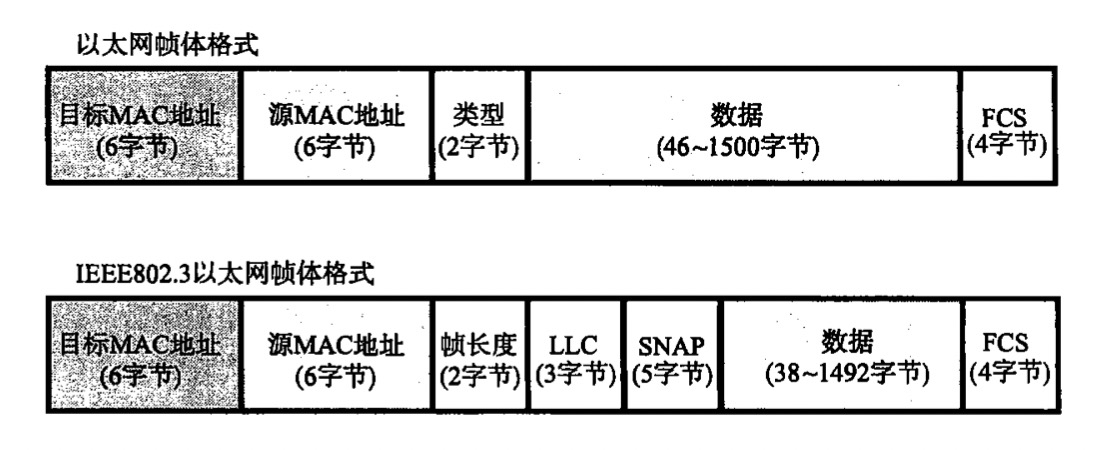 以太网帧体格式
目标MAC地址
(6字节)
源MAC地址
(6字节)
类型
(2字节)
数据
(46~1500字节)
FCS
(4字节)
IEEE802.3以太网帧体格式
目标MAC地址
(6字节)
源MAC地址
(6字节)
帧长度
(2字节)
LLC
(3字节)
SNAP
(5字节)
数据
(38~1492字节)
FCS
(4字节)